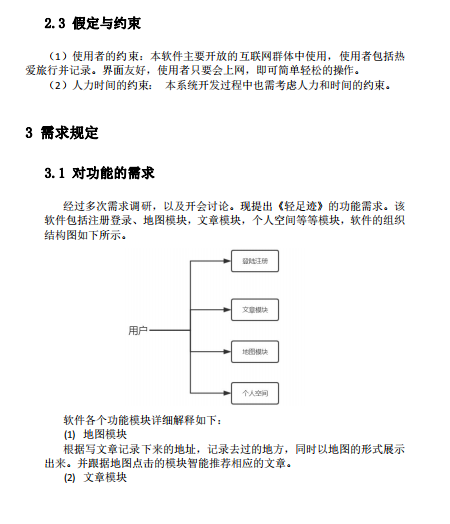 2.3 假定与约束
（1）使用者的约束：本软件主要开放的互联网群体中使用，使用者包括热
爱旅行并记录。界面友好，使用者只要会上网，即可简单轻松的操作。
（2）人力时间的约束： 本系统开发过程中也需考虑人力和时间的约束。
3 需求规定
3.1 对功能的需求
经过多次需求调研，以及开会讨论。现提出《轻足迹》的功能需求。该
软件包括注册登录、地图模块，文章模块，个人空间等等模块，软件的组织
结构图如下所示。
登陆注册
文章模块
用户
地图模块
个人空间
软件各个功能模块详细解释如下：
(1) 地图模块
根据写文章记录下来的地址，记录去过的地方，同时以地图的形式展示
出来。并跟据地图点击的模块智能推荐相应的文章。
(2) 文章模块